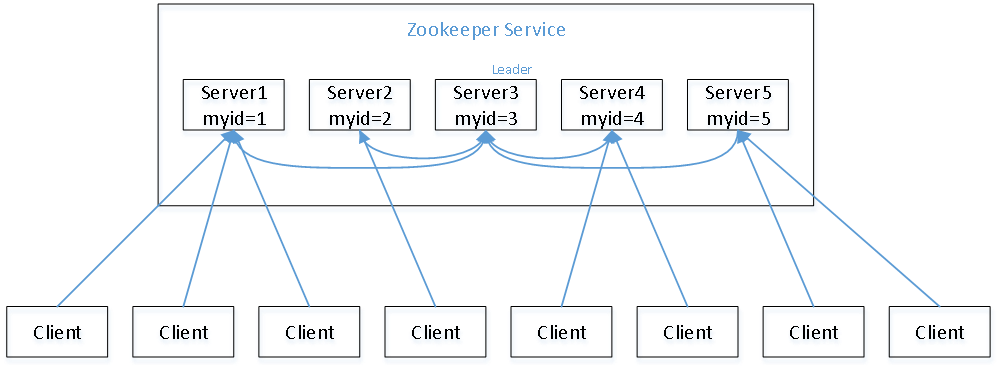 Zookeeper Service
Leader
Server1
myid=1
Server2
myid=2
Server3
myid=3
Server4
myid=4
Server5
myid=5
Client
Client
Client
Client
Client
Client
Client
Client